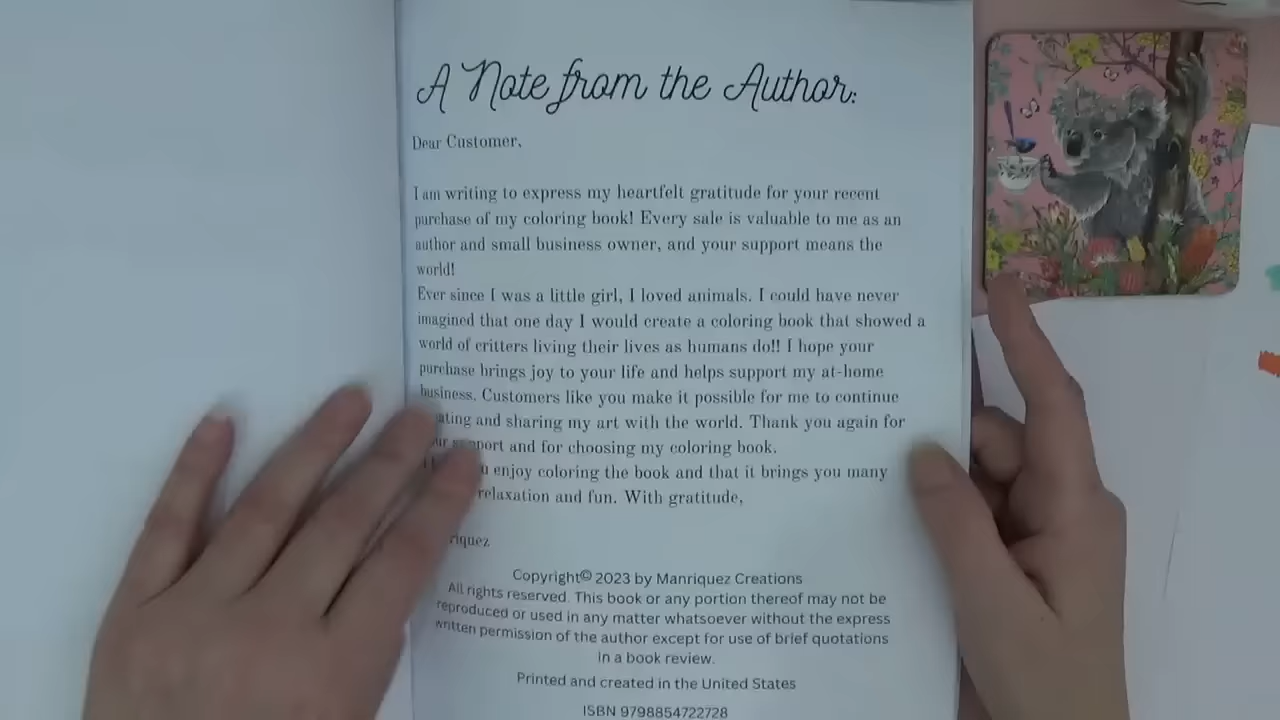 A Note from the Author:
Dear Customer,
I am writing to express my heartfelt gratitude for your recent
purchase of my coloring book! Every sale is valuable to me as an
author and small business owner, and your support means the
world!
Ever since I was a little girl, I loved animals. I could have never
imagined that one day I would create a coloring book that showed a
world of critters living their lives as humans do!! I hope your
purchase brings joy to your life and helps support my at-home
business. Customers like you make it possible for me to continue
and sharing my art with the world. Thank you again for
support and for choosing my coloring book.
enjoy coloring the book and that it brings you many
relaxation and fun. With gratitude,
Copyright© 2023 by Manriquez Creations
All rights reserved. This book or any portion thereof may not be
reproduced or used in any matter whatsoever without the express
written permission of the author except for use of brief quotations
in a book review.
Printed and created in the United States
ISBN 9798854722728